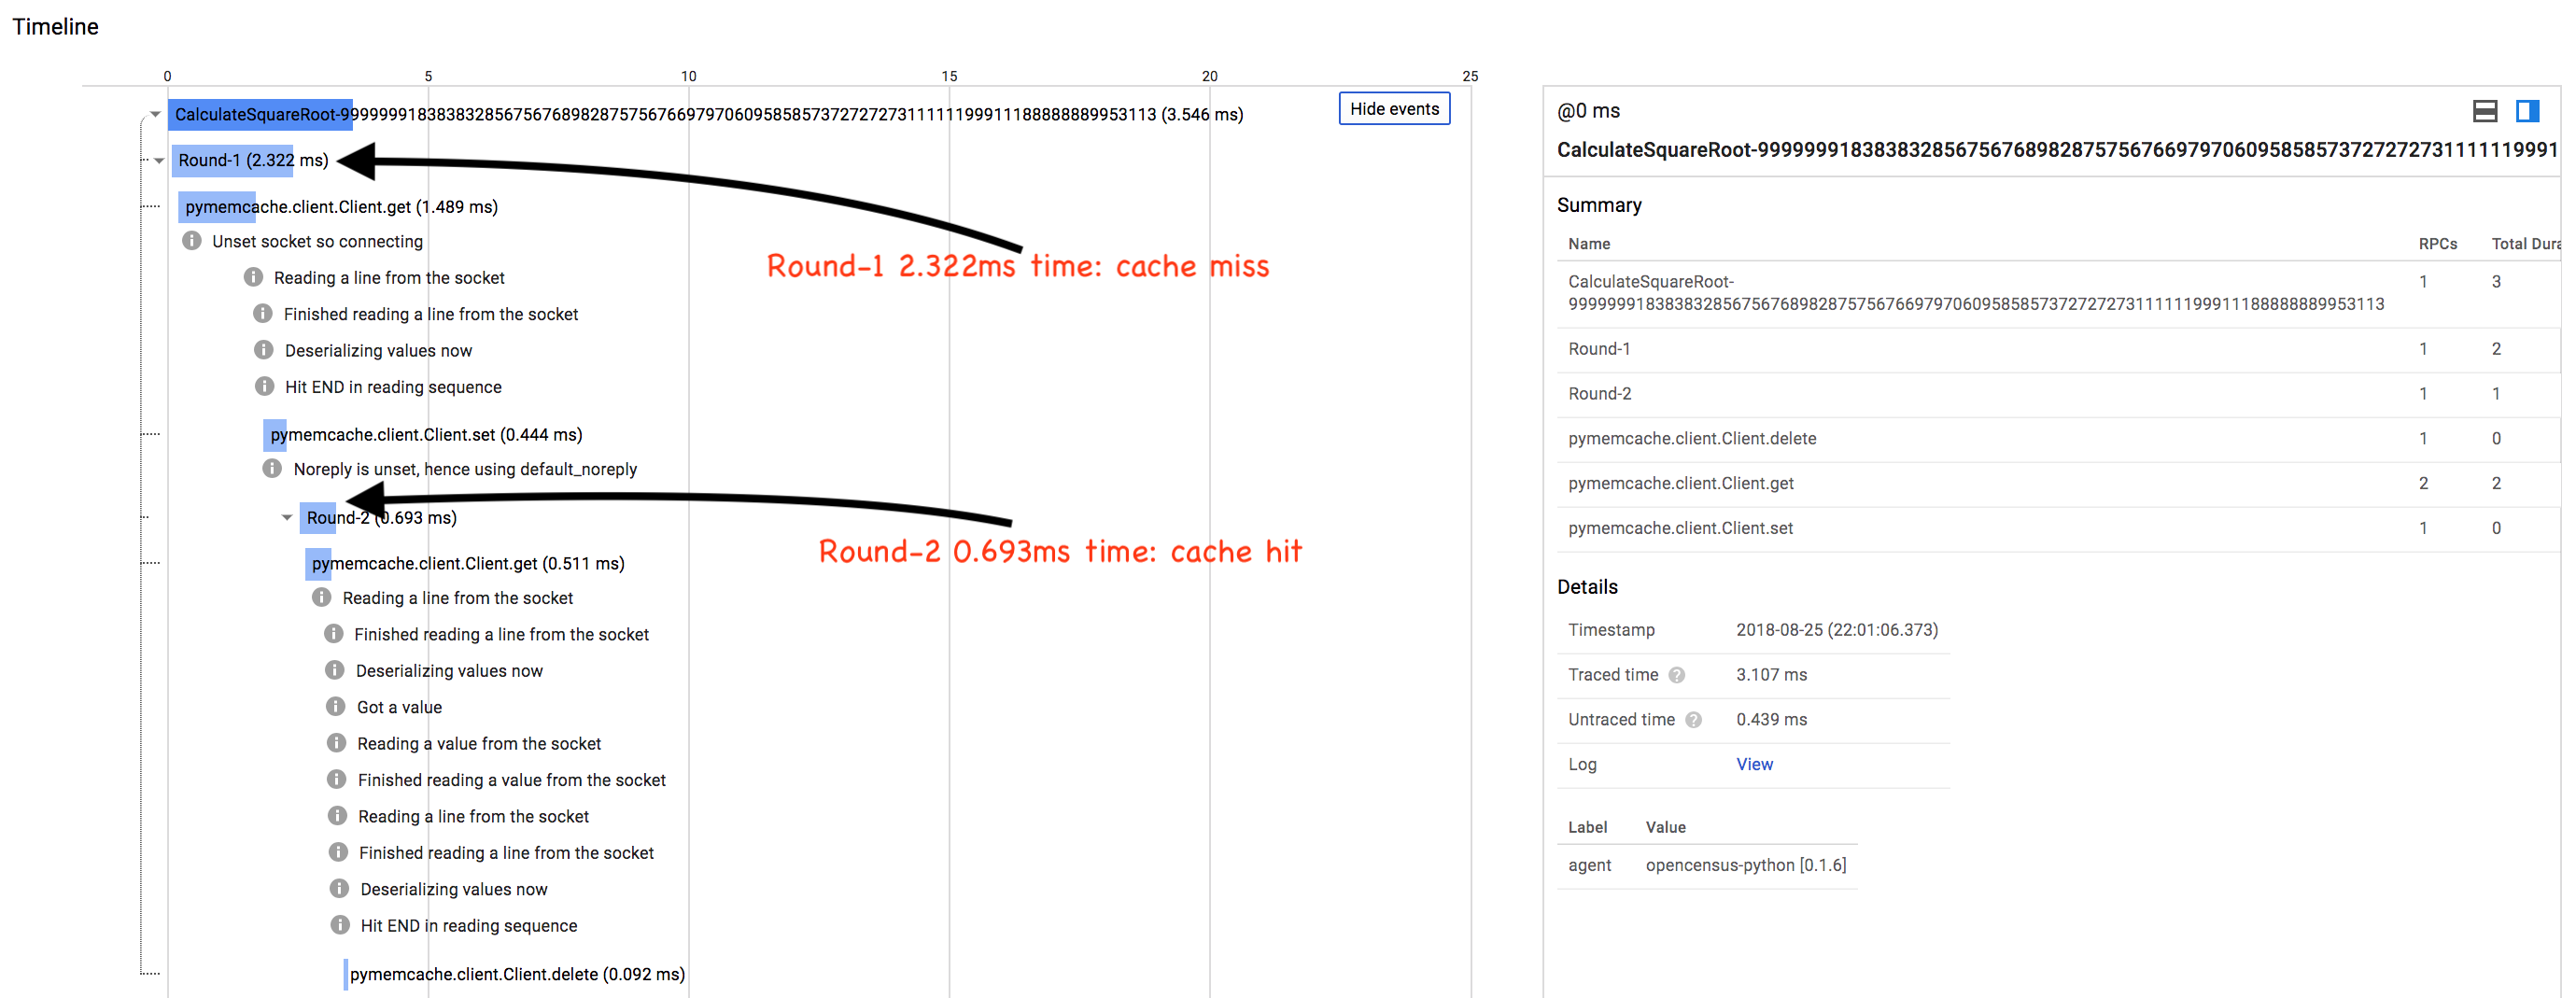 Timeline
0 5 10 15 20 25
CalculateSquareRoot-99999991838383285675676898287575676697970609585857372727273111111199911188888889953113 (3.546 ms)
Hide events
Round-1 (2.322 ms)
pymemcache.client.Client.get (1.489 ms)
Unset socket so connecting
Round-1 2.322ms time: cache miss
Reading a line from the socket
Finished reading a line from the socket
Deserializing values now
Hit END in reading sequence
pymemcache.client.Client.set (0.444 ms)
Noreply is unset, hence using default_noreply
Round-2 (0.693 ms)
Round-2 0.693ms time: cache hit
pymemcache.client.Client.get (0.511 ms)
Reading a line from the socket
Finished reading a line from the socket
Deserializing values now
Got a value
Reading a value from the socket
Finished reading a value from the socket
Reading a line from the socket
Finished reading a line from the socket
Deserializing values now
Hit END in reading sequence
pymemcache.client.Client.delete (0.092 ms)
@0 ms
CalculateSquareRoot-9999999183838328567567689828757567669797060958585737272727311111119991
Summary
Name RPCs Total Dura
CalculateSquareRoot- 1 3
99999991838383285675676898287575676697970609585857372727273111111199911188888889953113
Round-1 1 2
Round-2 1 1
pymemcache.client.Client.delete 1 0
pymemcache.client.Client.get 2 2
pymemcache.client.Client.set 1 0
Details
Timestamp 2018-08-25 (22:01:06.373)
Traced time ? 3.107 ms
Untraced time ? 0.439 ms
Log View
Label Value
agent opencensus-python [0.1.6]